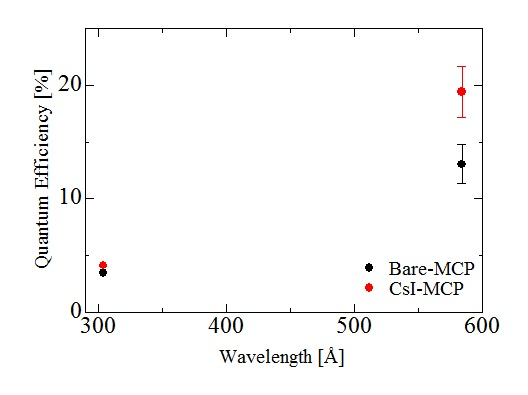 Quantum Efficiency [%]
20
10
0
300 400 500 600
Wavelength [Å]
Bare-MCP
CsI-MCP